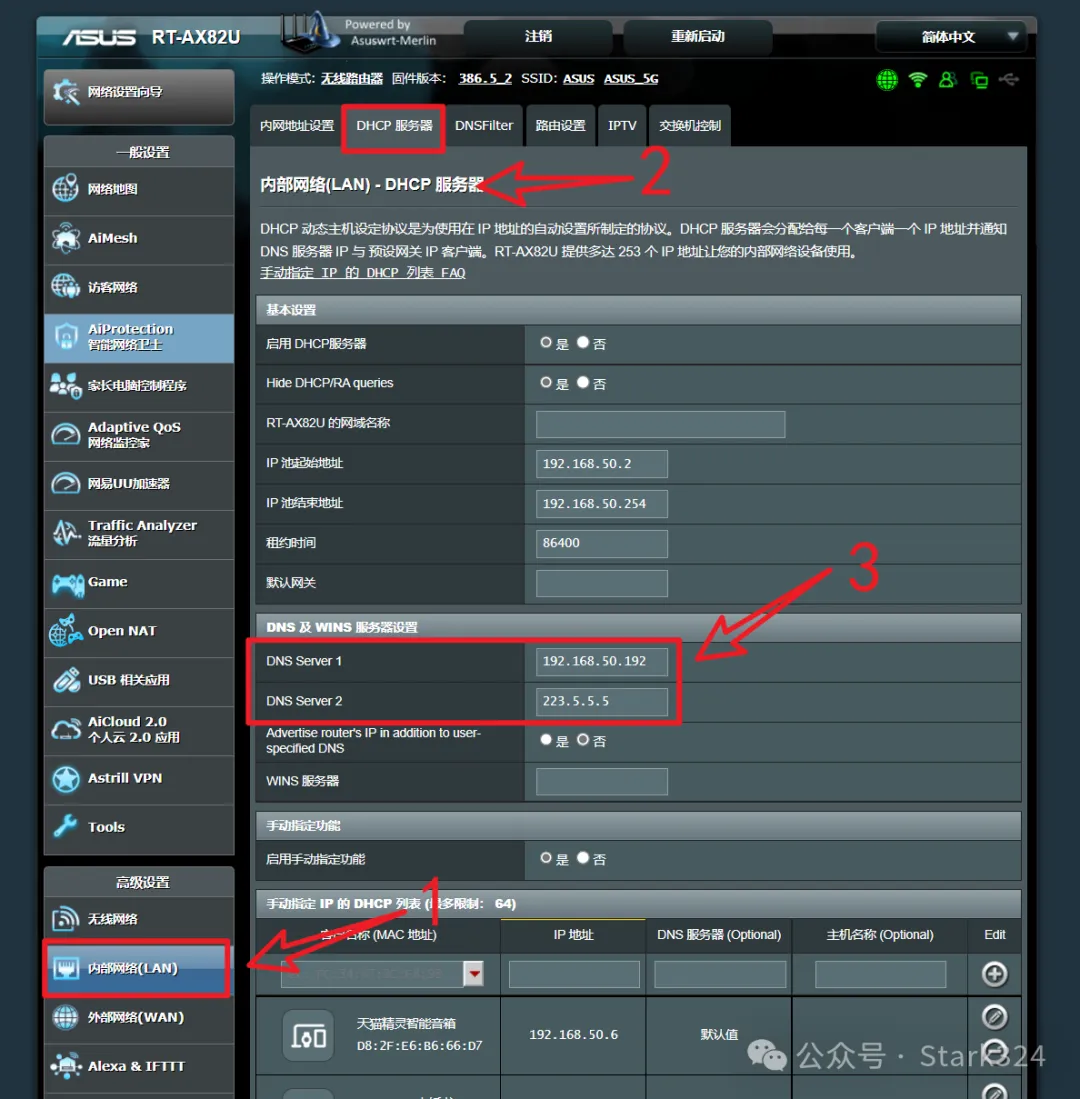 ASUS RT-AX82U
Powered by
Asuswrt-Merlin
注销
重新启动
简体中文
操作模式: 无线路由器 固件版本: 386.5_2 SSID: ASUS ASUS_5G
网络设置向导
一般设置
网络地图
AiMesh
访客网络
AiProtection
智能网络卫士
家长电脑控制程序
Adaptive QoS
网络监控家
网易UU加速器
Traffic Analyzer
流量分析
Game
Open NAT
USB 相关应用
AiCloud 2.0
个人云 2.0 应用
Astrill VPN
Tools
高级设置
无线网络
内部网络(LAN)
外部网络(WAN)
Alexa & IFTTT
内网地址设置
DHCP 服务器
DNSFilter
路由设置
IPTV
交换机控制
2
内部网络(LAN) - DHCP 服务器
DHCP 动态主机设定协议是为使用在 IP 地址的自动设置所制定的协议。DHCP 服务器会分配给每一个客户端一个 IP 地址并通知
DNS 服务器 IP 与 预设网关 IP 客户端。RT-AX82U 提供多达 253 个 IP 地址让您的内部网络设备使用。
手动指定 IP 的 DHCP 列表 FAQ
基本设置
启用 DHCP服务器 是 否
Hide DHCP/RA queries 是 否
RT-AX82U 的网域名称
IP 池起始地址 192.168.50.2
IP 池结束地址 192.168.50.254
租约时间 86400
默认网关
3
DNS 及 WINS 服务器设置
DNS Server 1 192.168.50.192
DNS Server 2 223.5.5.5
Advertise router's IP in addition to user-
specified DNS 是 否
WINS 服务器
手动指定功能
启用手动指定功能 是 否
1
手动指定 IP 的 DHCP 列表 (最多限制: 64)
客户名称 (MAC 地址) IP 地址 DNS 服务器 (Optional) 主机名称 (Optional) Edit
天猫精灵智能音箱
D8:2F:E6:B6:66:D7 192.168.50.6 默认值
公众号 · Stark324